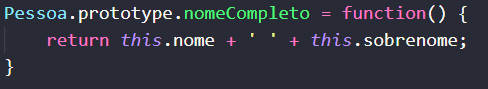 Pessoa.prototype.nomeCompleto = function() {
    return this.nome + ' ' + this.sobrenome;
}